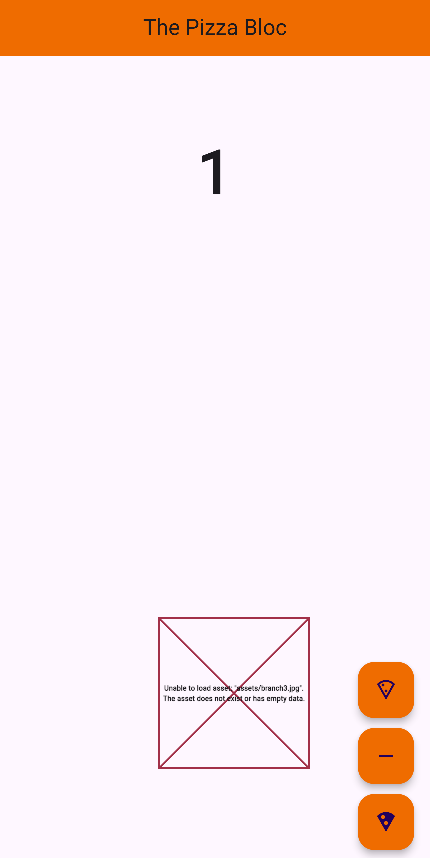 The Pizza Bloc
1
Unable to load asset: "assets/branch3.jpg".
The asset does not exist or has empty data.